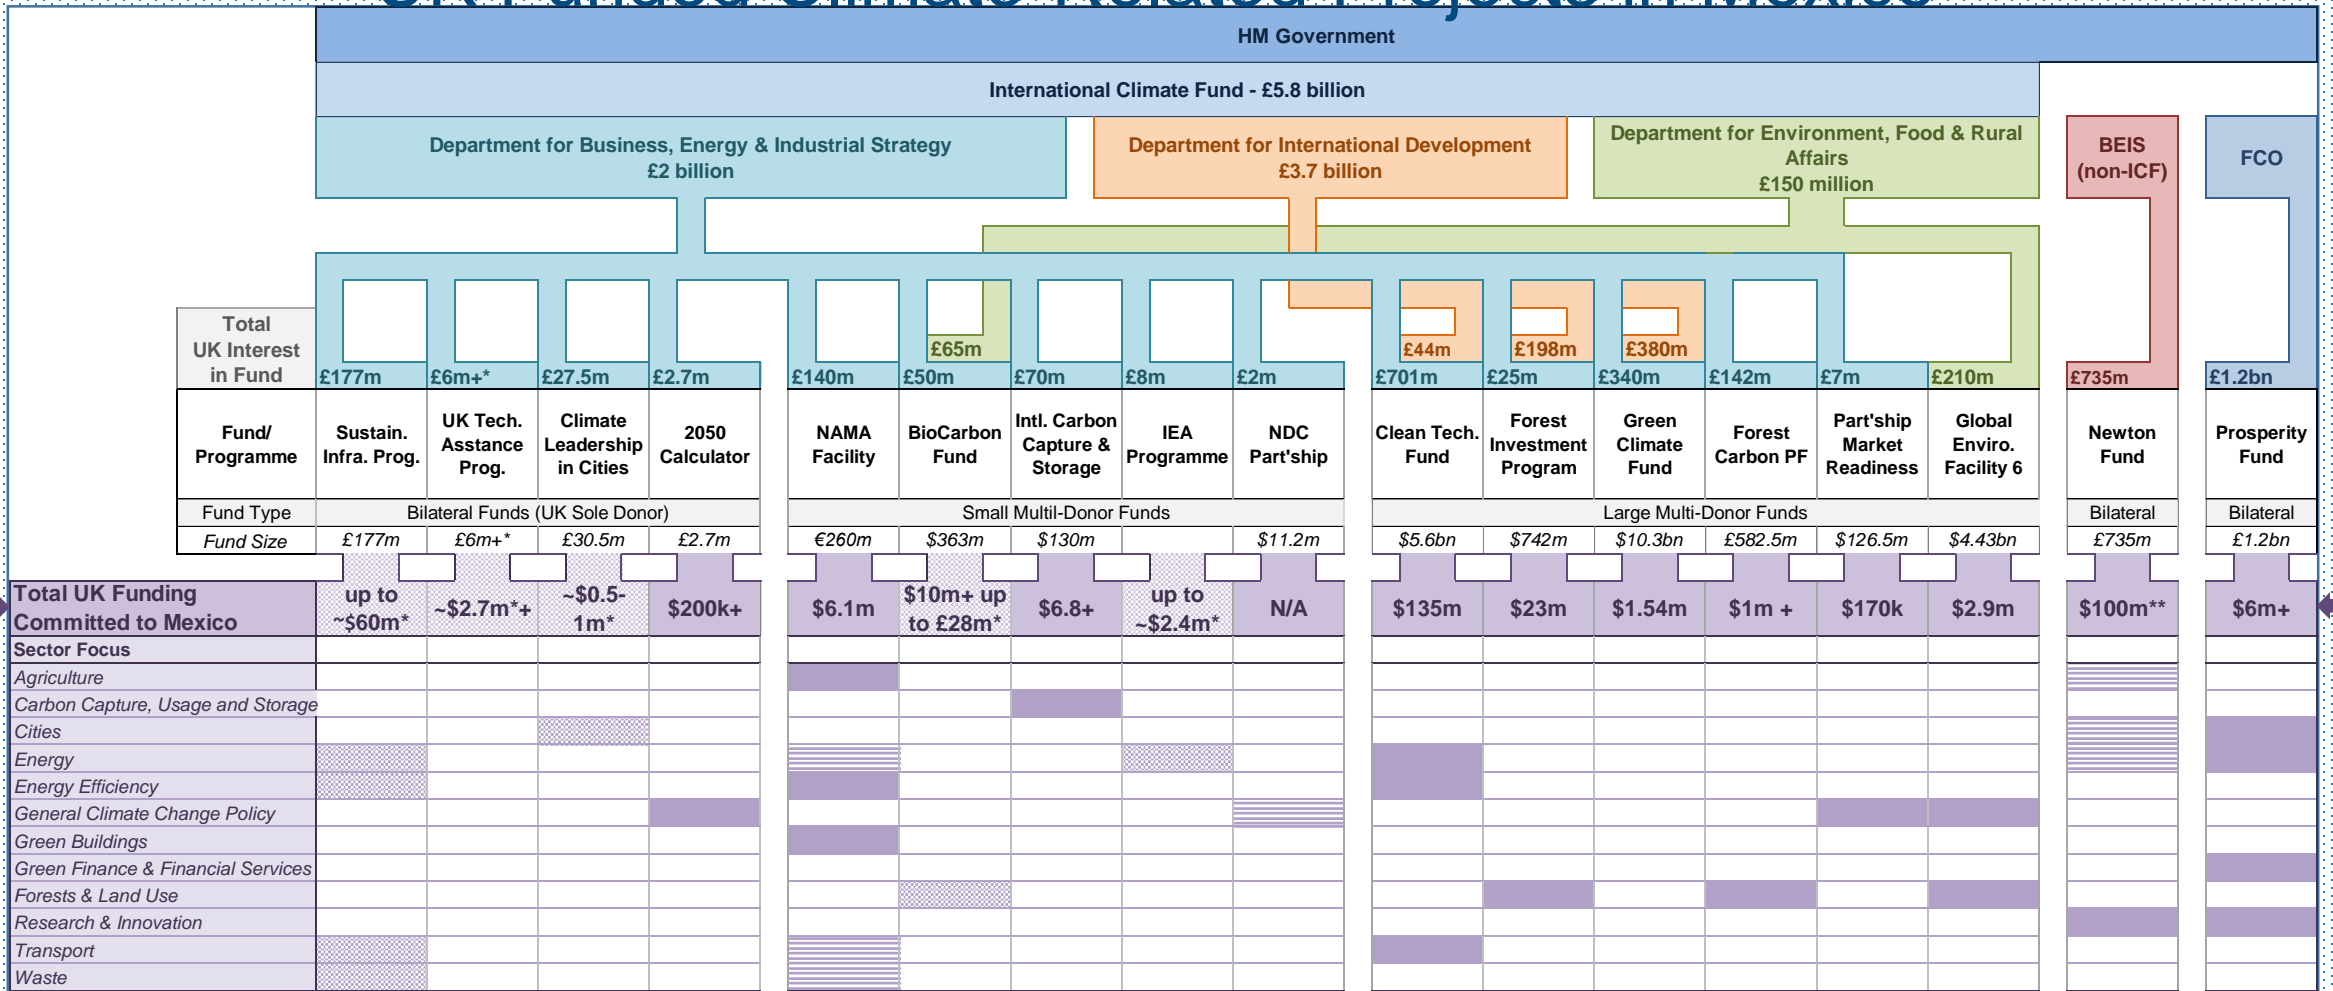 UK Funded Climate-Related Projects in Mexico
HM Government
International Climate Fund - £5.8 billion
Department for Business, Energy & Industrial Strategy
£2 billion
Department for International Development
£3.7 billion
Department for Environment, Food & Rural
Affairs
£150 million
BEIS
(non-ICF)
FCO
Total
UK Interest
in Fund
£177m
£6m+*
£27.5m
£2.7m
£140m
£65m
£50m
£70m
£8m
£2m
£44m
£701m
£198m
£25m
£380m
£340m
£142m
£7m
£210m
£735m
£1.2bn
Fund/
Programme
Sustain.
Infra. Prog.
UK Tech.
Asstance
Prog.
Climate
Leadership
in Cities
2050
Calculator
NAMA
Facility
BioCarbon
Fund
Intl. Carbon
Capture &
Storage
IEA
Programme
NDC
Part'ship
Clean Tech.
Fund
Forest
Investment
Program
Green
Climate
Fund
Forest
Carbon PF
Part'ship
Market
Readiness
Global
Enviro.
Facility 6
Newton
Fund
Prosperity
Fund
Fund Type
Bilateral Funds (UK Sole Donor)
Small Multil-Donor Funds
Large Multi-Donor Funds
Bilateral
Bilateral
Fund Size
£177m
£6m+*
£30.5m
£2.7m
€260m
$363m
$130m
$11.2m
$5.6bn
$742m
$10.3bn
£582.5m
$126.5m
$4.43bn
£735m
£1.2bn
Total UK Funding
Committed to Mexico
up to
~$60m*
~$2.7m*+
~$0.5-
1m*
$200k+
$6.1m
$10m+ up
to £28m*
$6.8+
up to
~$2.4m*
N/A
$135m
$23m
$1.54m
$1m +
$170k
$2.9m
$100m**
$6m+
Sector Focus
Agriculture
Carbon Capture, Usage and Storage
Cities
Energy
Energy Efficiency
General Climate Change Policy
Green Buildings
Green Finance & Financial Services
Forests & Land Use
Research & Innovation
Transport
Waste